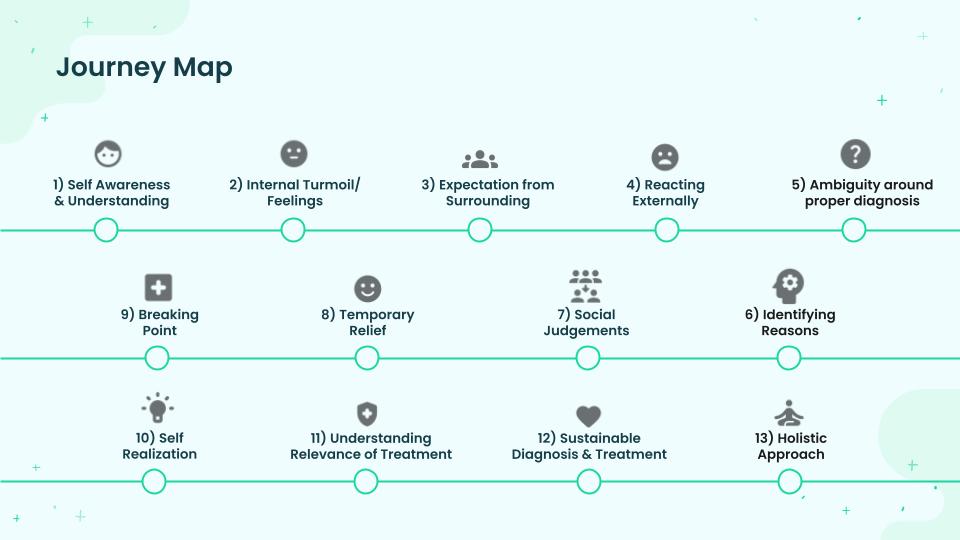 Journey Map
1) Self Awareness
& Understanding
2) Internal Turmoil/
Feelings
3) Expectation from
Surrounding
4) Reacting
Externally
5) Ambiguity around
proper diagnosis
9) Breaking
Point
8) Temporary
Relief
7) Social
Judgements
6) Identifying
Reasons
10) Self
Realization
11) Understanding
Relevance of Treatment
12) Sustainable
Diagnosis & Treatment
13) Holistic
Approach